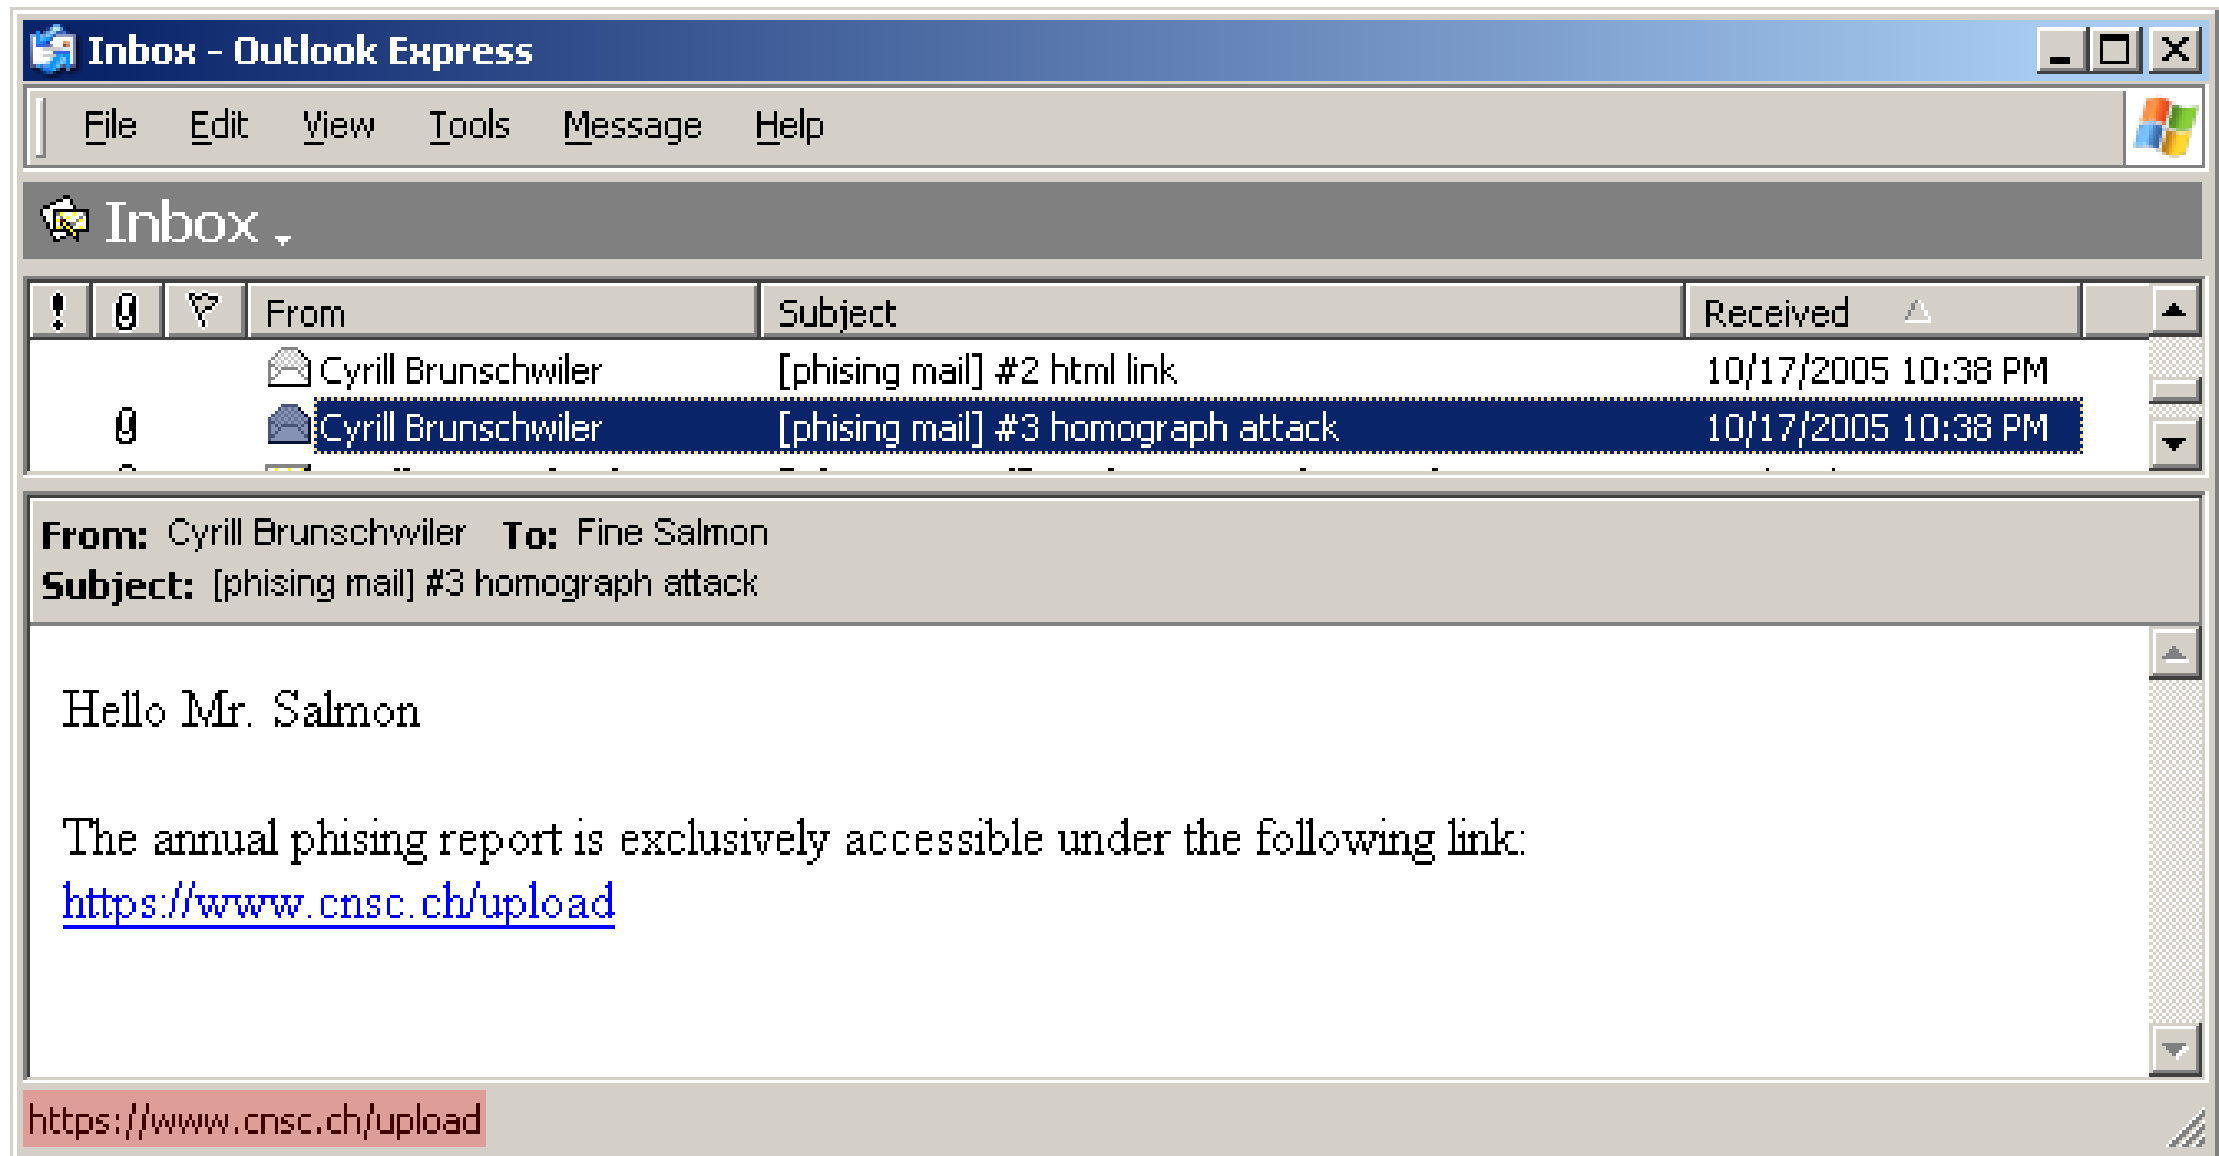 Inbox - Outlook Express
File Edit View Tools Message Help
Inbox
! From Subject Received
Cyrill Brunschwiler [phising mail] #2 html link 10/17/2005 10:38 PM
Cyrill Brunschwiler [phising mail] #3 homograph attack 10/17/2005 10:38 PM
From: Cyrill Brunschwiler To: Fine Salmon
Subject: [phising mail] #3 homograph attack
Hello Mr. Salmon
The annual phising report is exclusively accessible under the following link:
https://www.cnsc.ch/upload
https://www.cnsc.ch/upload